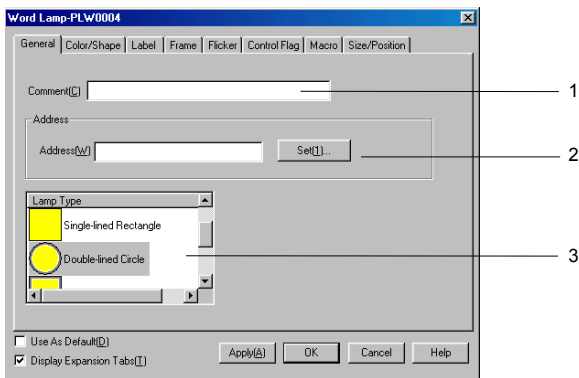 Word Lamp-PLW0004
General Color/Shape Label Frame Flicker Control Flag Macro Size/Position
Comment(C) 1
Address
Address(W) Set(1)... 2
Lamp Type
Single-lined Rectangle
Double-lined Circle 3
Use As Default(D)
Display Expansion Tabs(T) Apply(A) OK Cancel Help